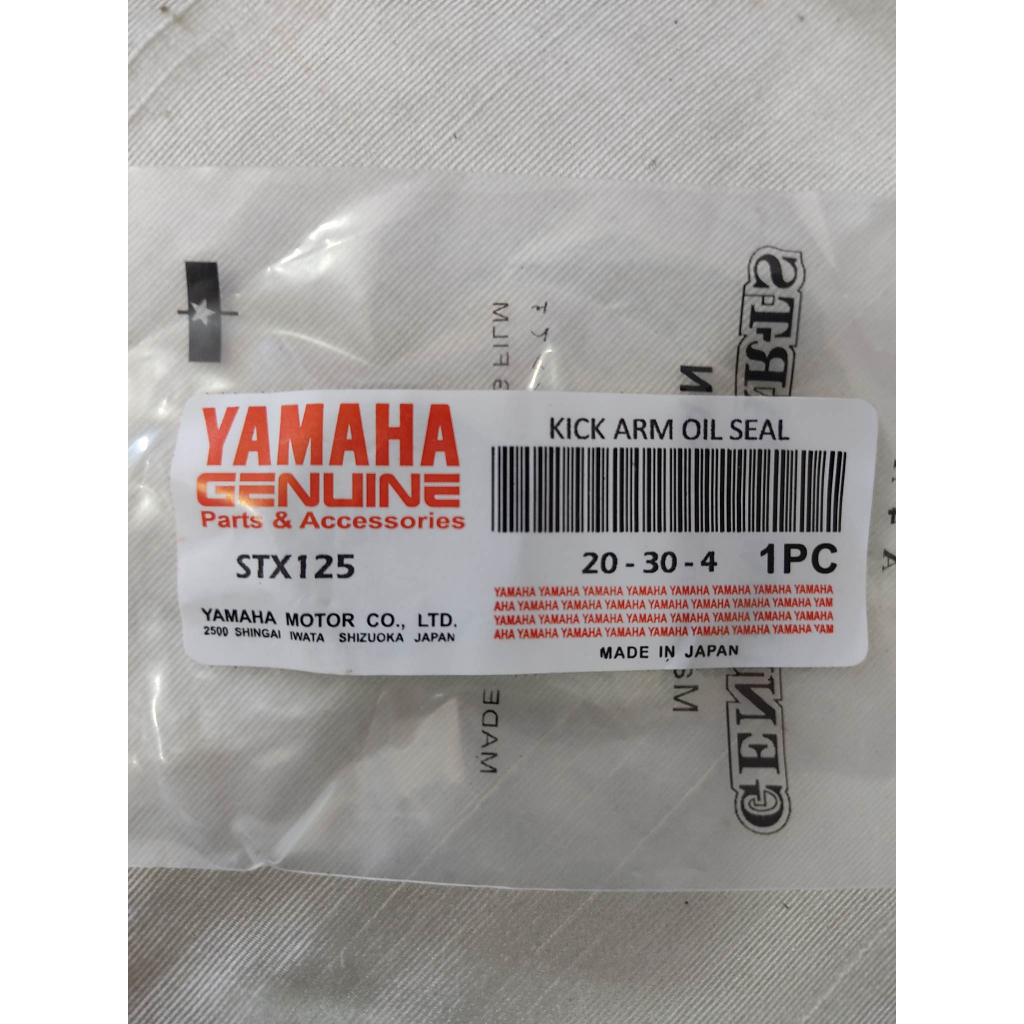 YAMAHA
GENUINE
Parts & Accessories
STX125
YAMAHA MOTOR CO., LTD.
2500 SHINGAI IWATA SHIZUOKA JAPAN
KICK ARM OIL SEAL
20 - 30 - 4 1PC
YAMAHA YAMAHA YAMAHA YAMAHA YAMAHA YAMAHA YAMAHA YAMAHA
AHA YAMAHA YAMAHA YAMAHA YAMAHA YAMAHA YAMAHA YAMAHA YAM
YAMAHA YAMAHA YAMAHA YAMAHA YAMAHA YAMAHA YAMAHA YAMAHA
AHA YAMAHA YAMAHA YAMAHA YAMAHA YAMAHA YAMAHA YAMAHA YAM
MADE IN JAPAN
FILM
MADE